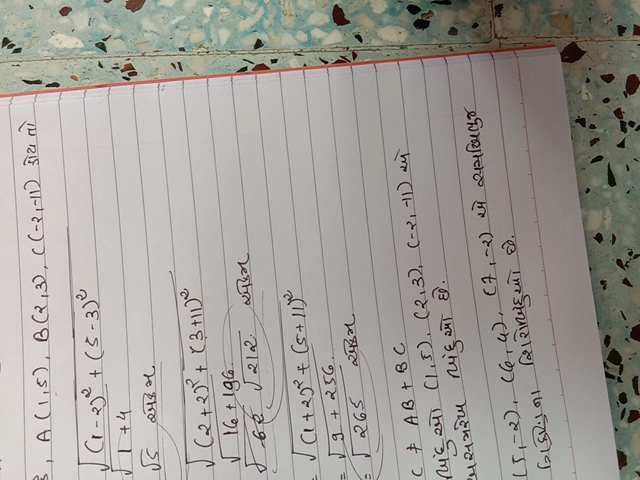 A (1,5), B(2,3), C(-2,-11) હોય તો
√(1-2)² + (5-3)²
√1+4
√5 એકમ
√(2+2)² + (3+11)²
√16+196
√212 એકમ
√(1+2)² + (5+11)²
= √9+256
= √265 એકમ
C ≠ AB + BC
બિંદુઓ (1,5), (2,3), (-2,-11) એ
અસમરેખ બિંદુઓ છે.
(5,-2), (6,4), (7,-2) એ સમદ્વિબાજુ
ત્રિકોણના શિરોબિંદુઓ છે.